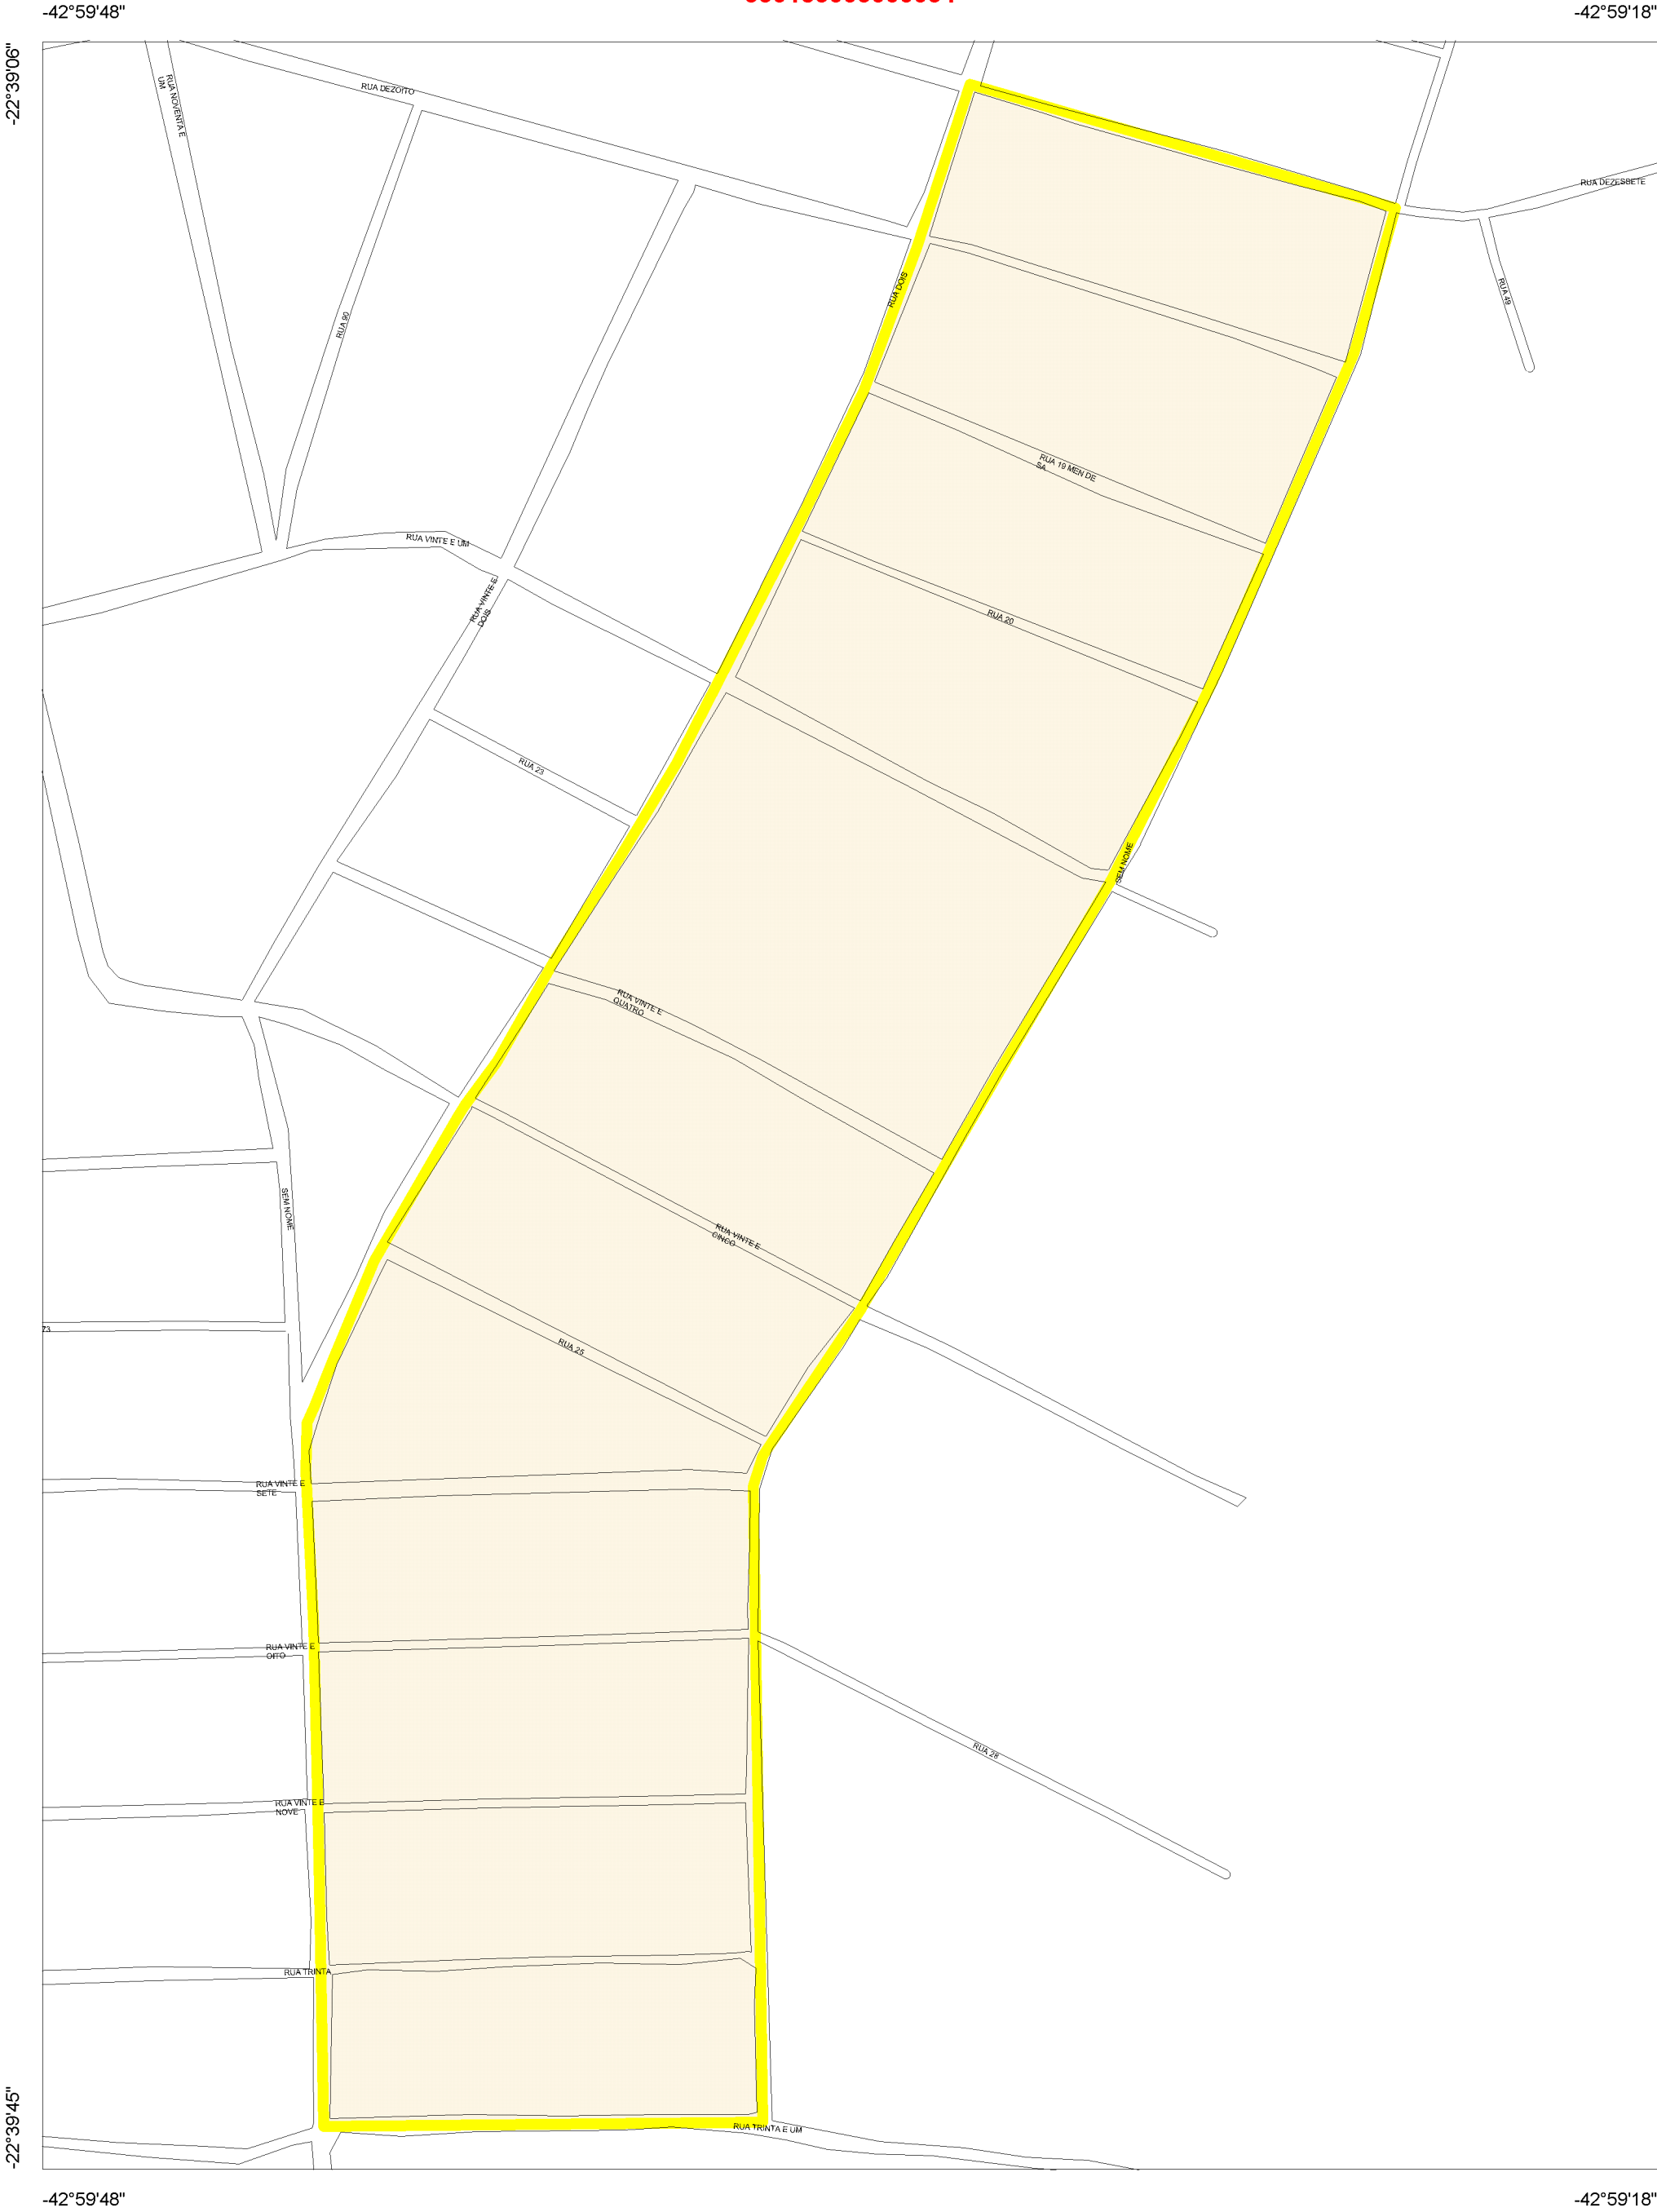 -42°59'48"
-42°59'18"
-22°39'06"
RUA NOVENTA E
UM
RUA DEZOITO
RUA DEZESSETE
RUA 90
RUA DOIS
RUA 49
RUA 19 MEN DE
SA
RUA VINTE E UM
RUA VINTE E
DOIS
RUA 20
RUA 23
SEM NOME
RUA VINTE E
QUATRO
SEM NOME
RUA VINTE E
CINCO
73
RUA 25
RUA VINTE E
SETE
RUA VINTE E
OITO
RUA 28
RUA VINTE E
NOVE
RUA TRINTA
RUA TRINTA E UM
-22°39'45"
-42°59'48"
-42°59'18"